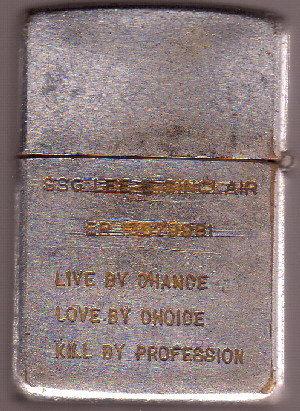 SSG LEE SINCLAIR
LIVE BY CHANCE
LOVE BY CHOICE
KILL BY PROFESSION